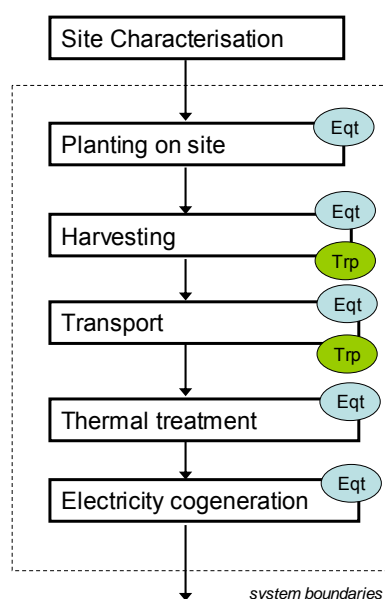 Site Characterisation
Eqt
Planting on site
Eqt
Harvesting
Trp
Eqt
Transport
Trp
Eqt
Thermal treatment
Eqt
Electricity cogeneration
system boundaries